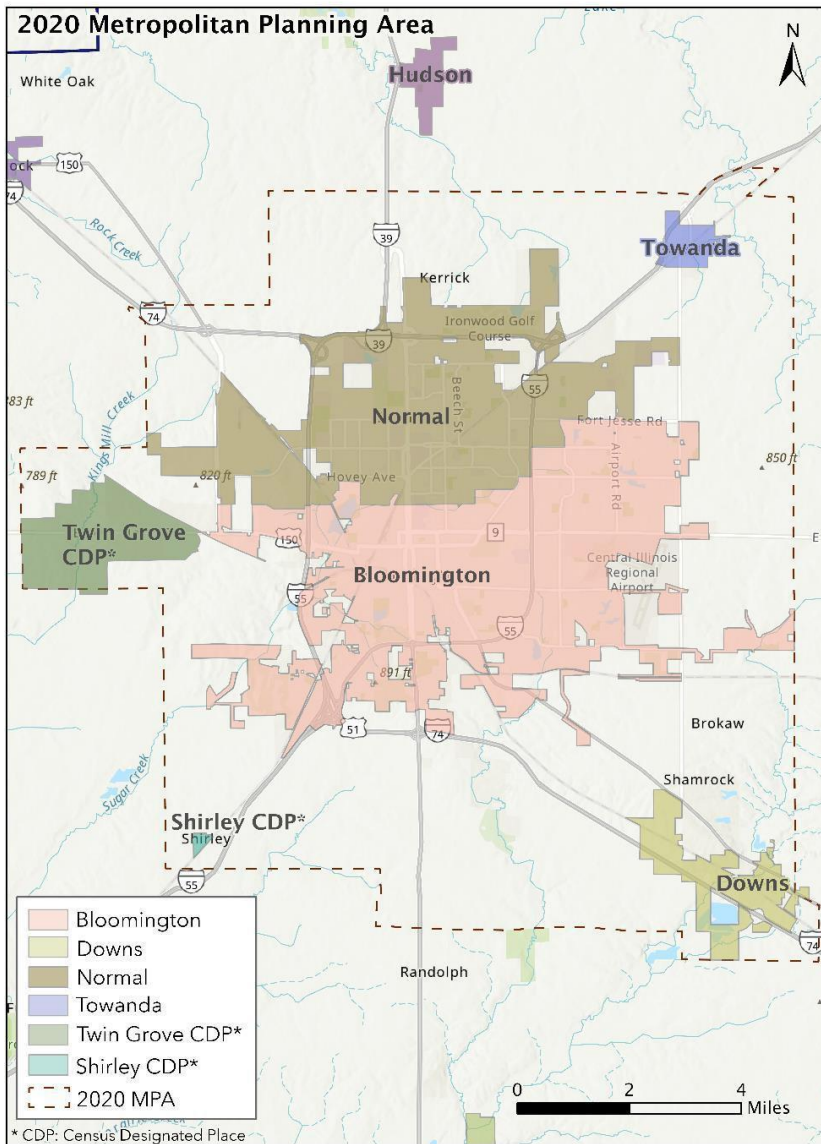 2020 Metropolitan Planning Area
N
White Oak
Hudson
150
74
Rock Creek
39
Towanda
Kerrick
74
Ironwood Golf
Course
39
55
Beech St
Normal
Fort Jesse Rd
Airport Rd
Kings Mill Creek
789 ft
820 ft
850 ft
Hovey Ave
Twin Grove
CDP*
150
9
Bloomington
Central Illinois
Regional
Airport
55
55
891 ft
51
74
Brokaw
Sugar Creek
Shamrock
Shirley CDP*
Shirley
55
Downs
74
Randolph
Bloomington
Downs
Normal
Towanda
Twin Grove CDP*
Shirley CDP*
2020 MPA
0 2 4
Miles
* CDP: Census Designated Place